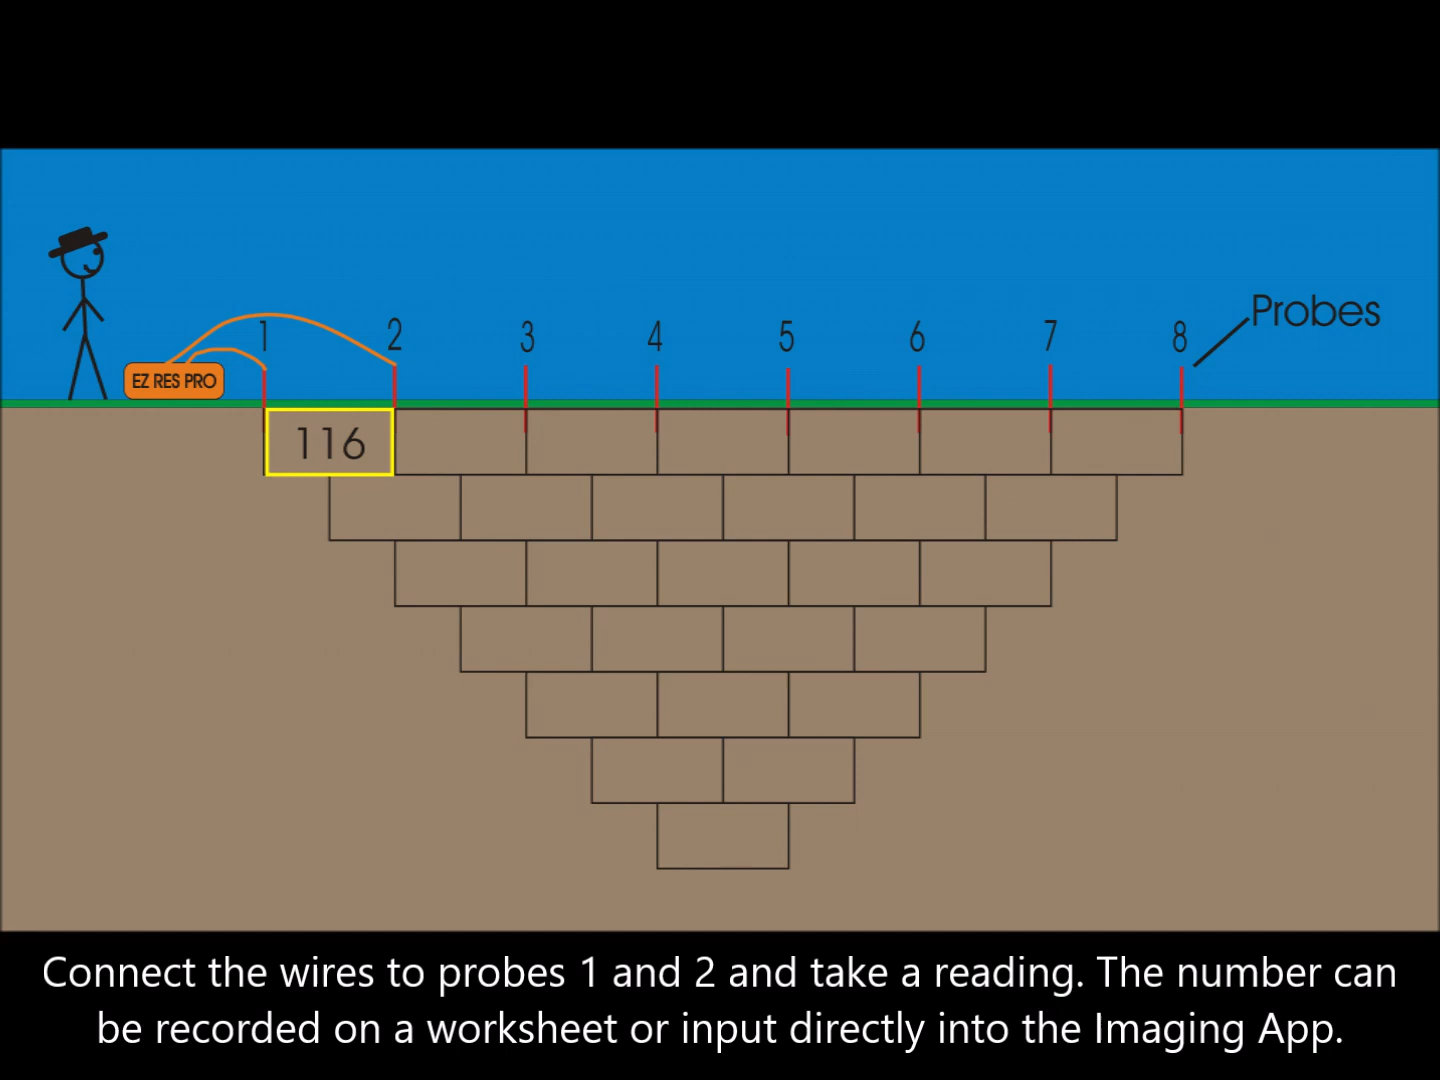 Probes
1 2 3 4 5 6 7 8
EZ RES PRO
116
Connect the wires to probes 1 and 2 and take a reading. The number can
be recorded on a worksheet or input directly into the Imaging App.